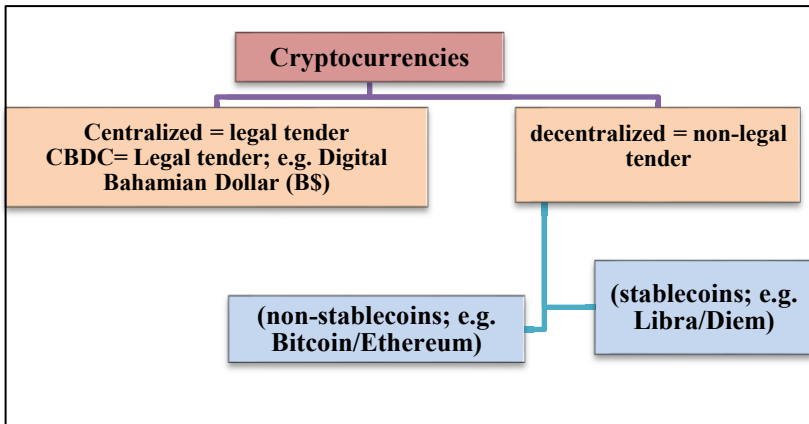 Cryptocurrencies
Centralized = legal tender
CBDC= Legal tender; e.g. Digital
Bahamian Dollar (B$)
decentralized = non-legal
tender
(non-stablecoins; e.g.
Bitcoin/Ethereum)
(stablecoins; e.g.
Libra/Diem)